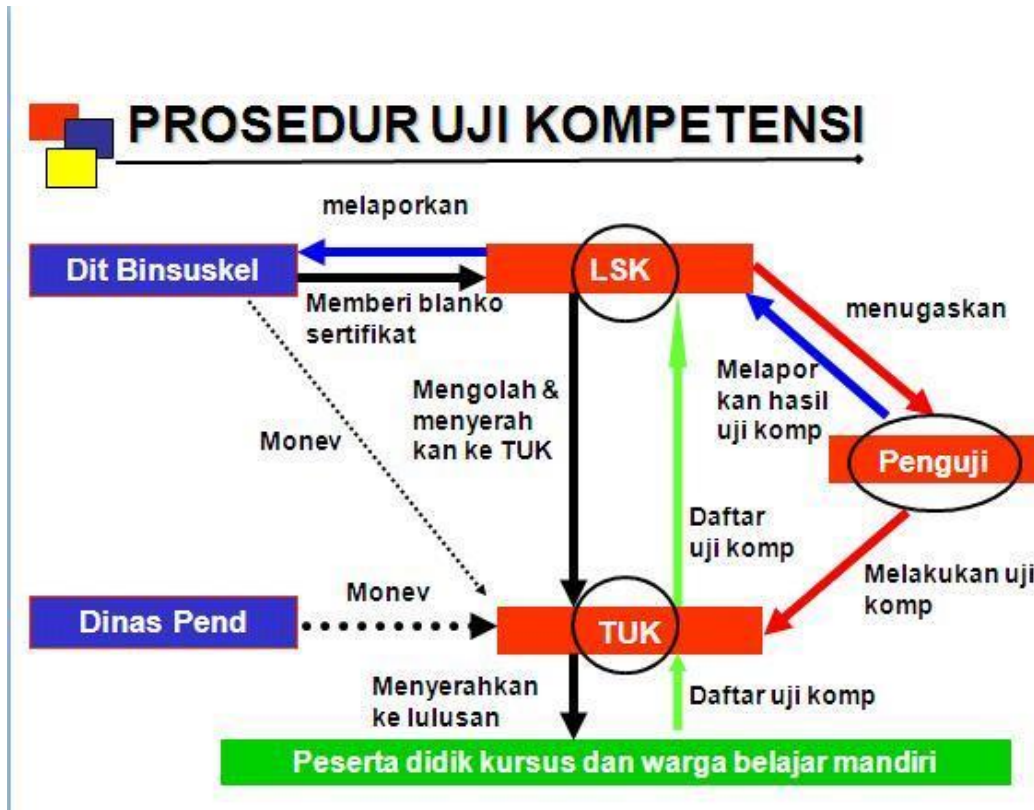 PROSEDUR UJI KOMPETENSI
melaporkan
Dit Binsuskel
LSK
Memberi blanko
sertifikat
menugaskan
Mengolah &
menyerah
kan ke TUK
Melapor
kan hasil
uji komp
Monev
Penguji
Daftar
uji komp
Melakukan uji
komp
Monev
Dinas Pend
TUK
Menyerahkan
ke lulusan
Daftar uji komp
Peserta didik kursus dan warga belajar mandiri